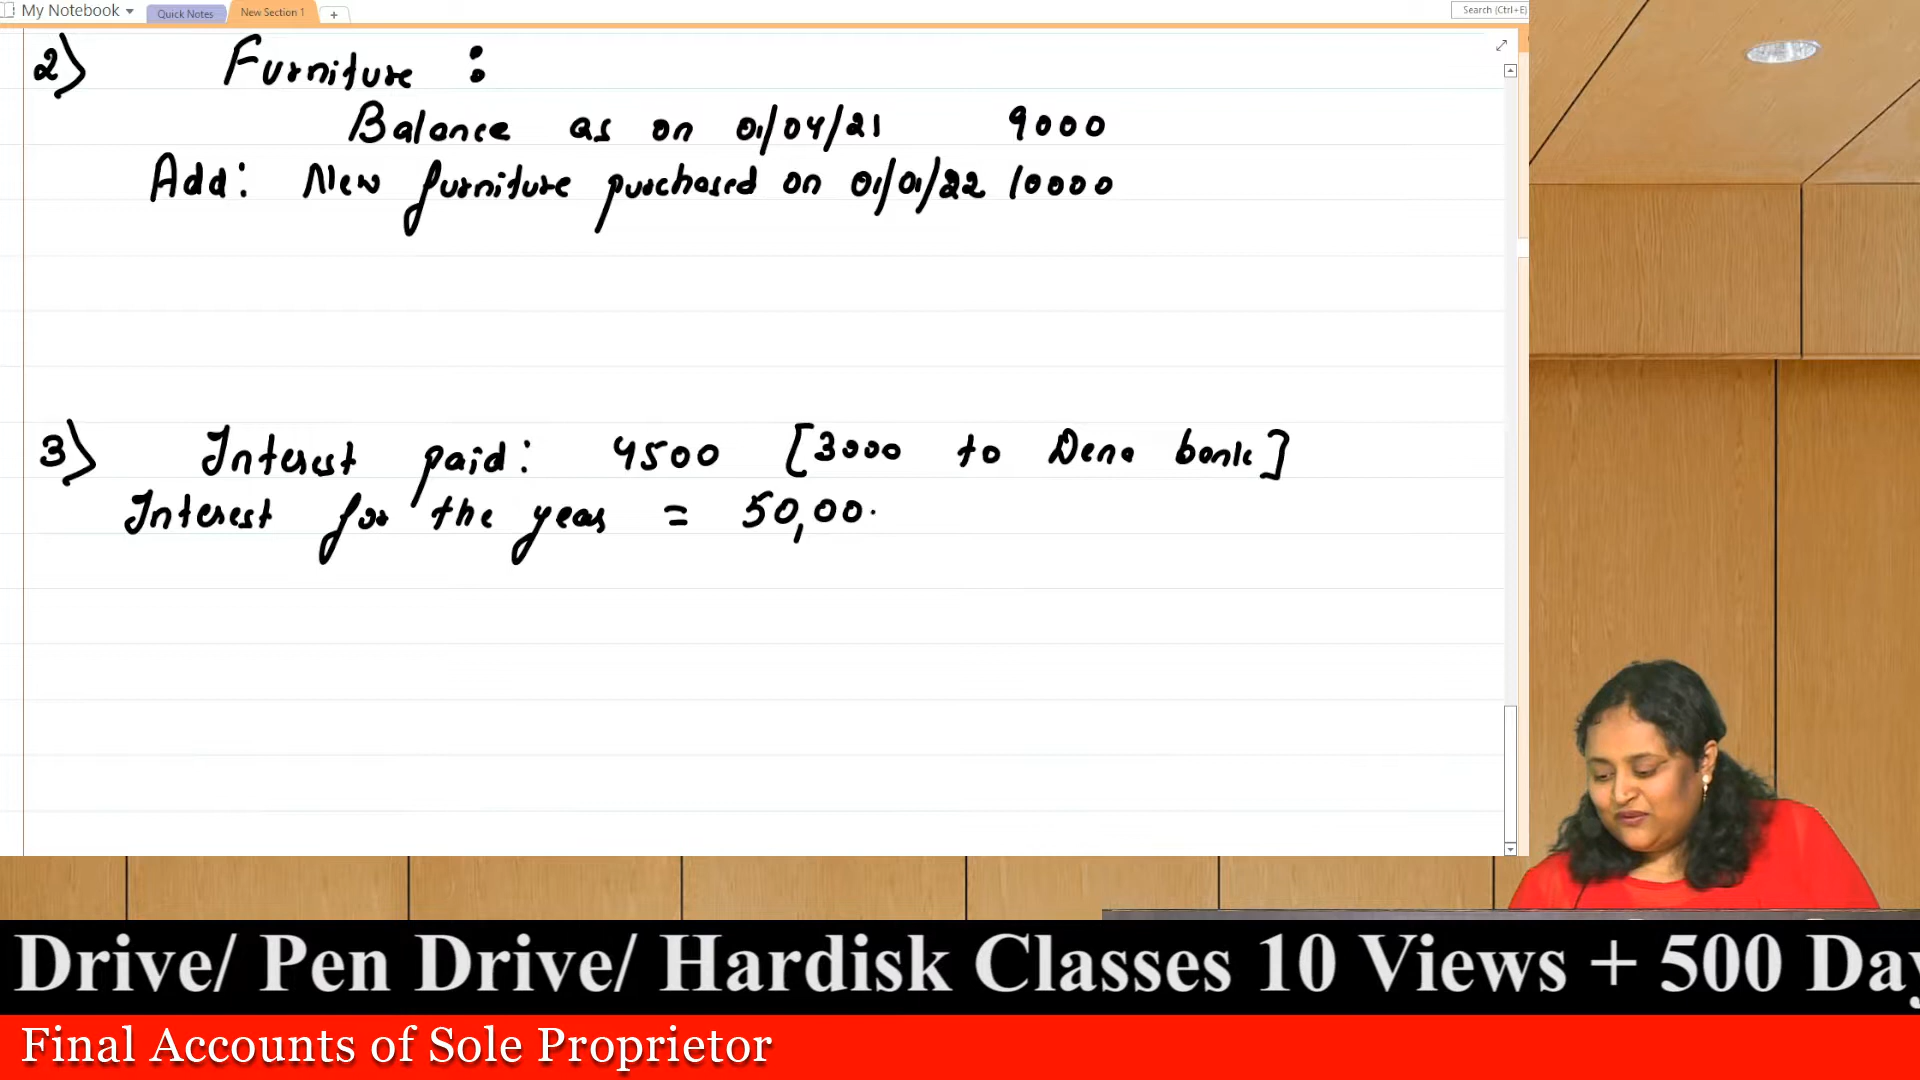 My Notebook
Quick Notes
New Section 1
+
Search (Ctrl+E)
2) Furniture :
Balance as on 01/04/21 9000
Add: New furniture purchased on 01/01/22 10000
3) Interest paid: 4500 [3000 to Dena bank]
Interest for the year = 50,00.
Drive/ Pen Drive/ Hardisk Classes 10 Views + 500 Day
Final Accounts of Sole Proprietor